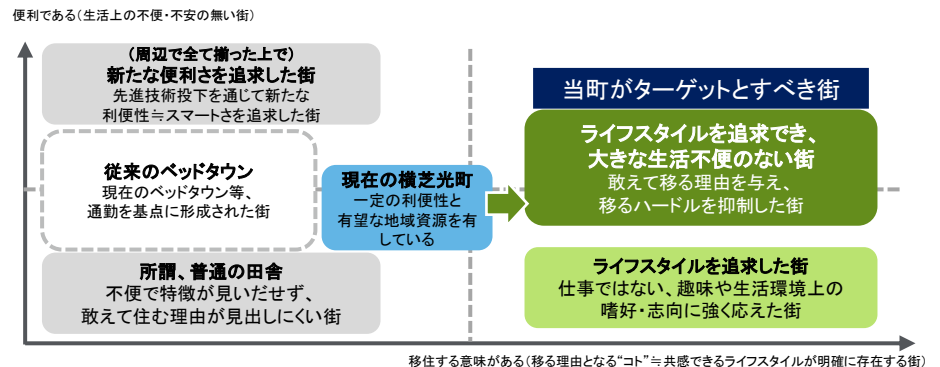 便利である（生活上の不便・不安の無い街）
（周辺で全て揃った上で）
新たな便利さを追求した街
先進技術投下を通じて新たな
利便性≒スマートさを追求した街
当町がターゲットとすべき街
ライフスタイルを追求でき、
大きな生活不便のない街
敢えて移る理由を与え、
移るハードルを抑制した街
従来のベッドタウン
現在のベッドタウン等、
通勤を基点に形成された街
現在の横芝光町
一定の利便性と
有望な地域資源を有
している
所謂、普通の田舎
不便で特徴が見いだせず、
敢えて住む理由が見出しにくい街
ライフスタイルを追求した街
仕事ではない、趣味や生活環境上の
嗜好・志向に強く応えた街
移住する意味がある（移る理由となる“コト”≒共感できるライフスタイルが明確に存在する街）